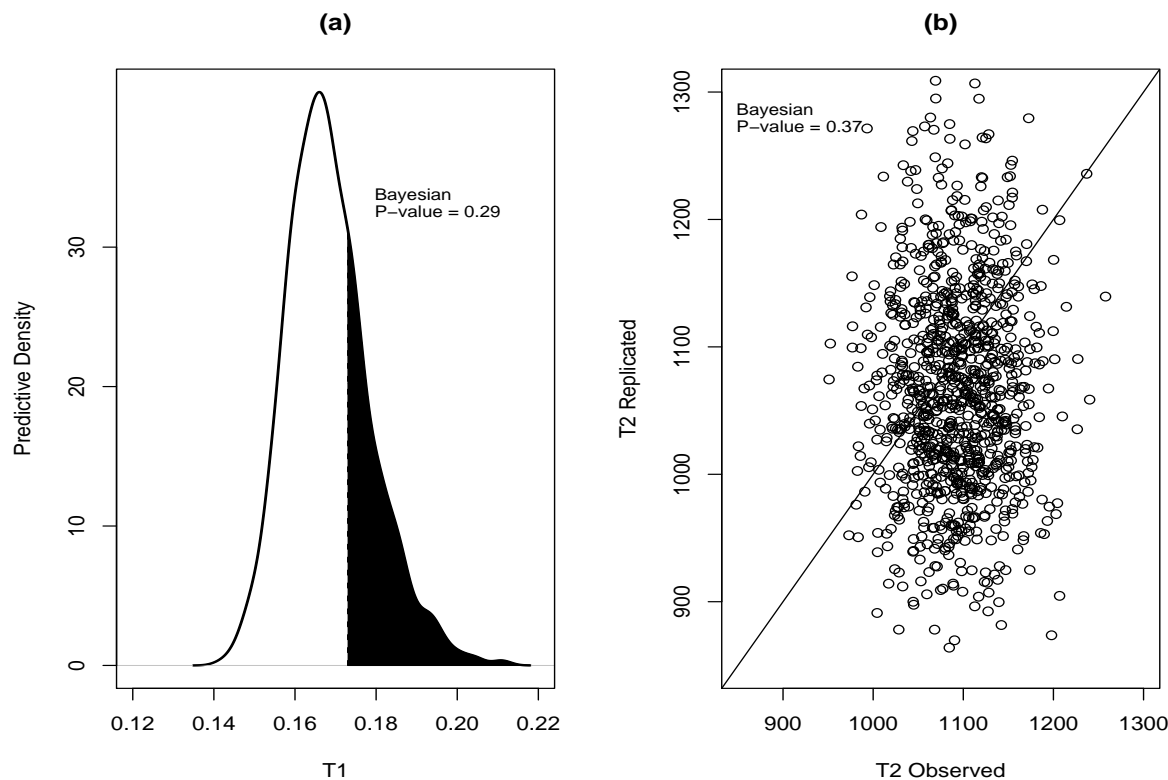 (a)
Bayesian
P−value = 0.29
Predictive Density
0
10
20
30
0.12 0.14 0.16 0.18 0.20 0.22
T1
(b)
Bayesian
P−value = 0.37
T2 Replicated
900
1000
1100
1200
1300
900 1000 1100 1200 1300
T2 Observed